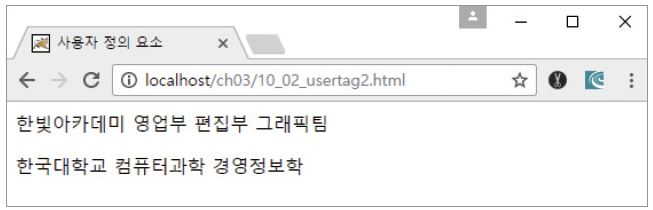 사용자 정의 요소
localhost/ch03/10_02_usertag2.html
한빛아카데미 영업부 편집부 그래픽팀
한국대학교 컴퓨터과학 경영정보학